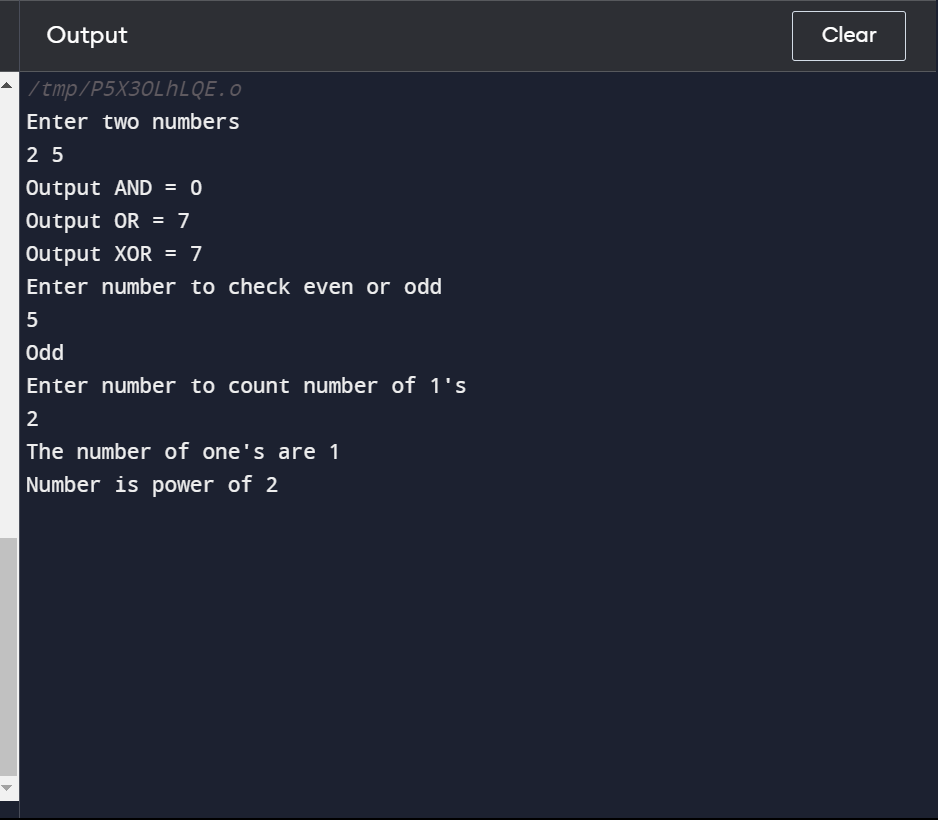 Output
Clear
/tmp/P5X3OLhLQE.o
Enter two numbers
2 5
Output AND = 0
Output OR = 7
Output XOR = 7
Enter number to check even or odd
5
Odd
Enter number to count number of 1's
2
The number of one's are 1
Number is power of 2